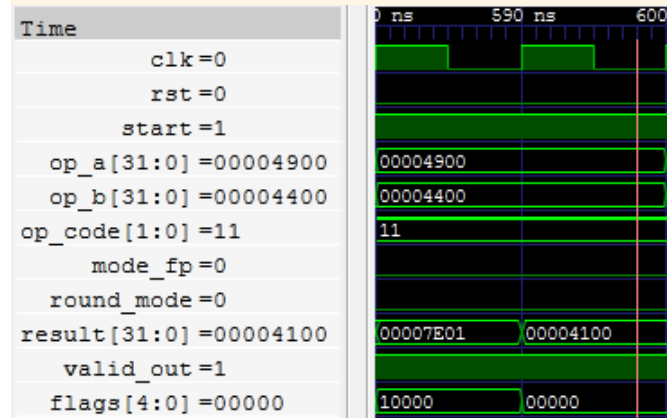 Time
) ns 590 ns 600
clk=0
rst=0
start=1
op_a[31:0]=00004900 00004900
op_b[31:0]=00004400 00004400
op_code[1:0]=11 11
mode_fp=0
round_mode=0
result[31:0]=00004100 00007E01 00004100
valid_out=1
flags[4:0]=00000 10000 00000